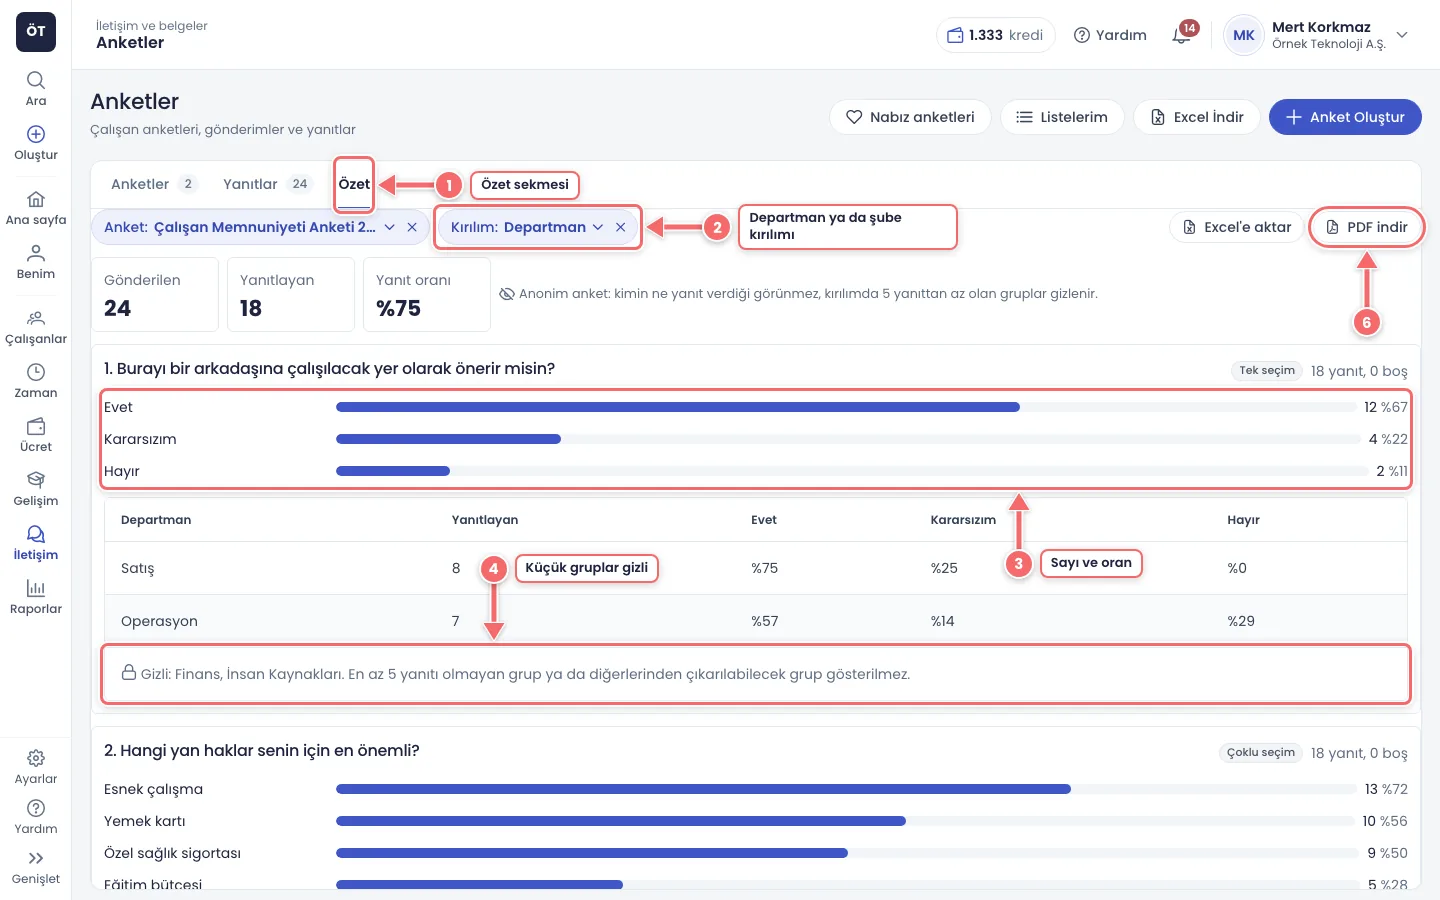 ÖT
İletişim ve belgeler
Anketler
1.333 kredi
Yardım
14
MK
Mert Korkmaz
Örnek Teknoloji A.Ş.
Ara
Oluştur
Ana sayfa
Benim
Çalışanlar
Zaman
Ücret
Gelişim
İletişim
Raporlar
Ayarlar
Yardım
Genişlet
Anketler
Çalışan anketleri, gönderimler ve yanıtlar
Nabız anketleri
Listelerim
Excel İndir
Anket Oluştur
Anketler 2
Yanıtlar 24
Özet
1
Özet sekmesi
Anket: Çalışan Memnuniyeti Anketi 2...
Kırılım: Departman
2
Departman ya da şube
kırılımı
Excel'e aktar
PDF indir
6
Gönderilen
24
Yanıtlayan
18
Yanıt oranı
%75
Anonim anket: kimin ne yanıt verdiği görünmez, kırılımda 5 yanıttan az olan gruplar gizlenir.
1. Burayı bir arkadaşına çalışılacak yer olarak önerir misin?
Tek seçim
18 yanıt, 0 boş
Evet 12 %67
Kararsızım 4 %22
Hayır 2 %11
Departman Yanıtlayan Evet Kararsızım Hayır
Satış 8 %75 %25 %0
4
Küçük gruplar gizli
3
Sayı ve oran
Operasyon 7 %57 %14 %29
Gizli: Finans, İnsan Kaynakları. En az 5 yanıtı olmayan grup ya da diğerlerinden çıkarılabilecek grup gösterilmez.
2. Hangi yan haklar senin için en önemli?
Çoklu seçim
18 yanıt, 0 boş
Esnek çalışma 13 %72
Yemek kartı 10 %56
Özel sağlık sigortası 9 %50
Eğitim bütçesi 5 %28